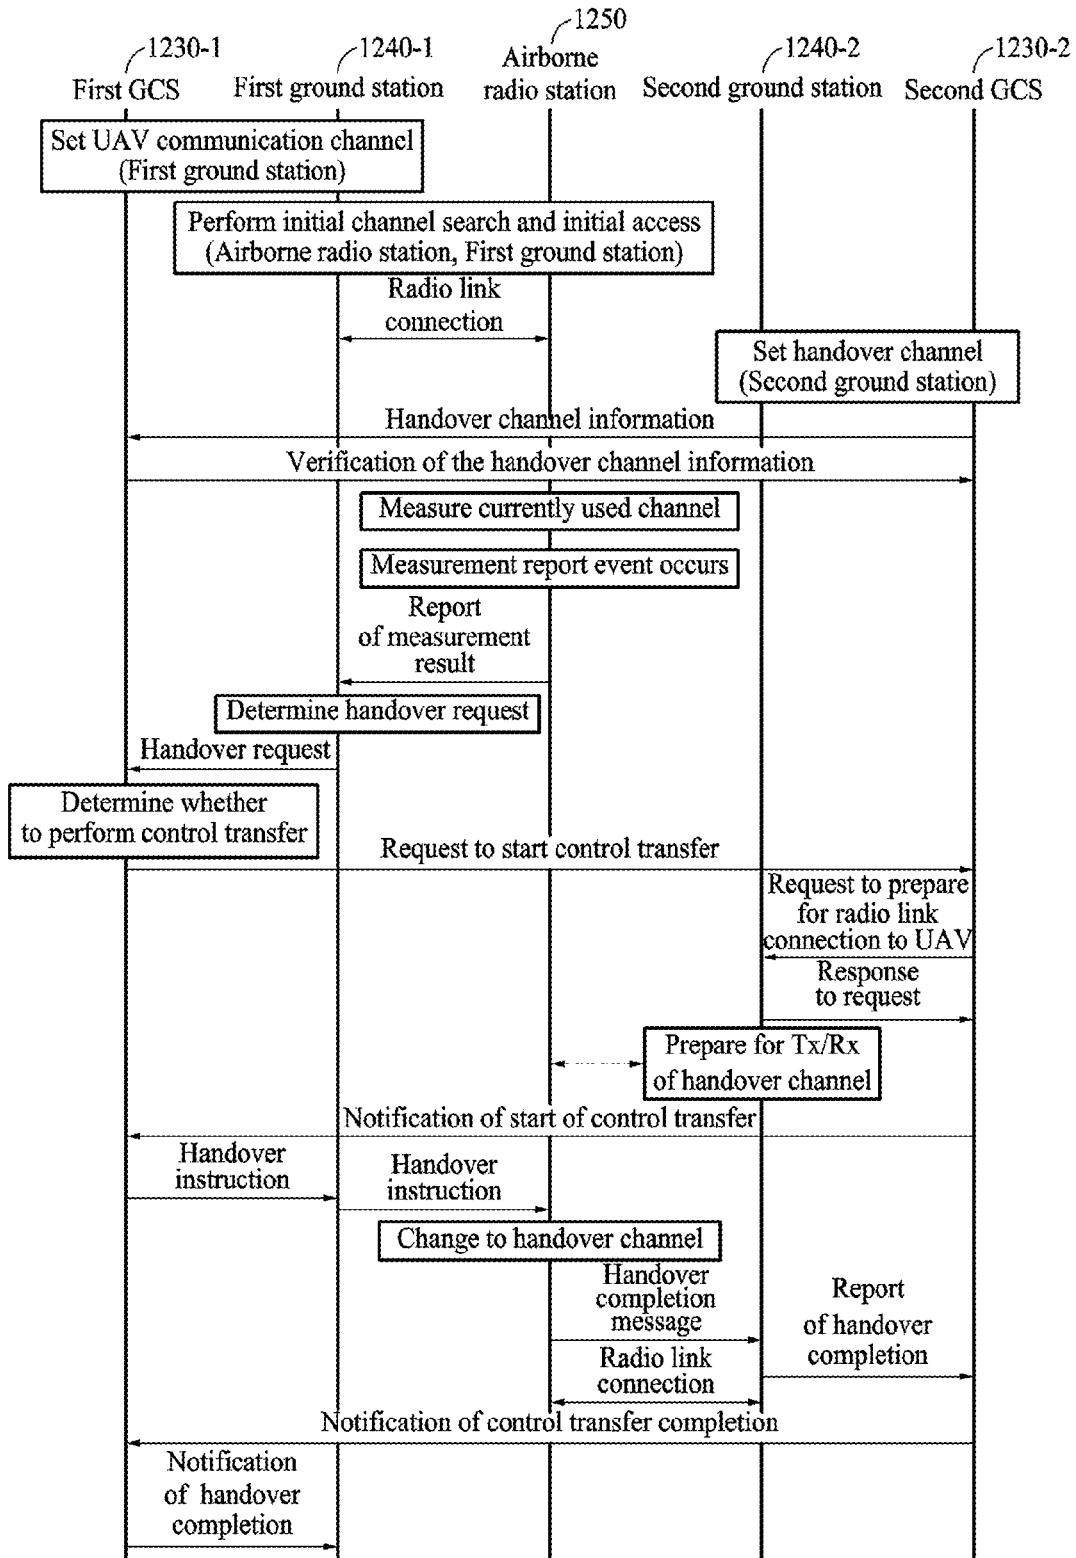 1230-1
1240-1
1250
1240-2
1230-2
First GCS
First ground station
Airborne
radio station
Second ground station
Second GCS
Set UAV communication channel
(First ground station)
Perform initial channel search and initial access
(Airborne radio station, First ground station)
Radio link
connection
Set handover channel
(Second ground station)
Handover channel information
Verification of the handover channel information
Measure currently used channel
Measurement report event occurs
Report
of measurement
result
Determine handover request
Handover request
Determine whether
to perform control transfer
Request to start control transfer
Request to prepare
for radio link
connection to UAV
Response
to request
Prepare for Tx/Rx
of handover channel
Notification of start of control transfer
Handover
instruction
Handover
instruction
Change to handover channel
Handover
completion
message
Report
of handover
completion
Radio link
connection
Notification of control transfer completion
Notification
of handover
completion